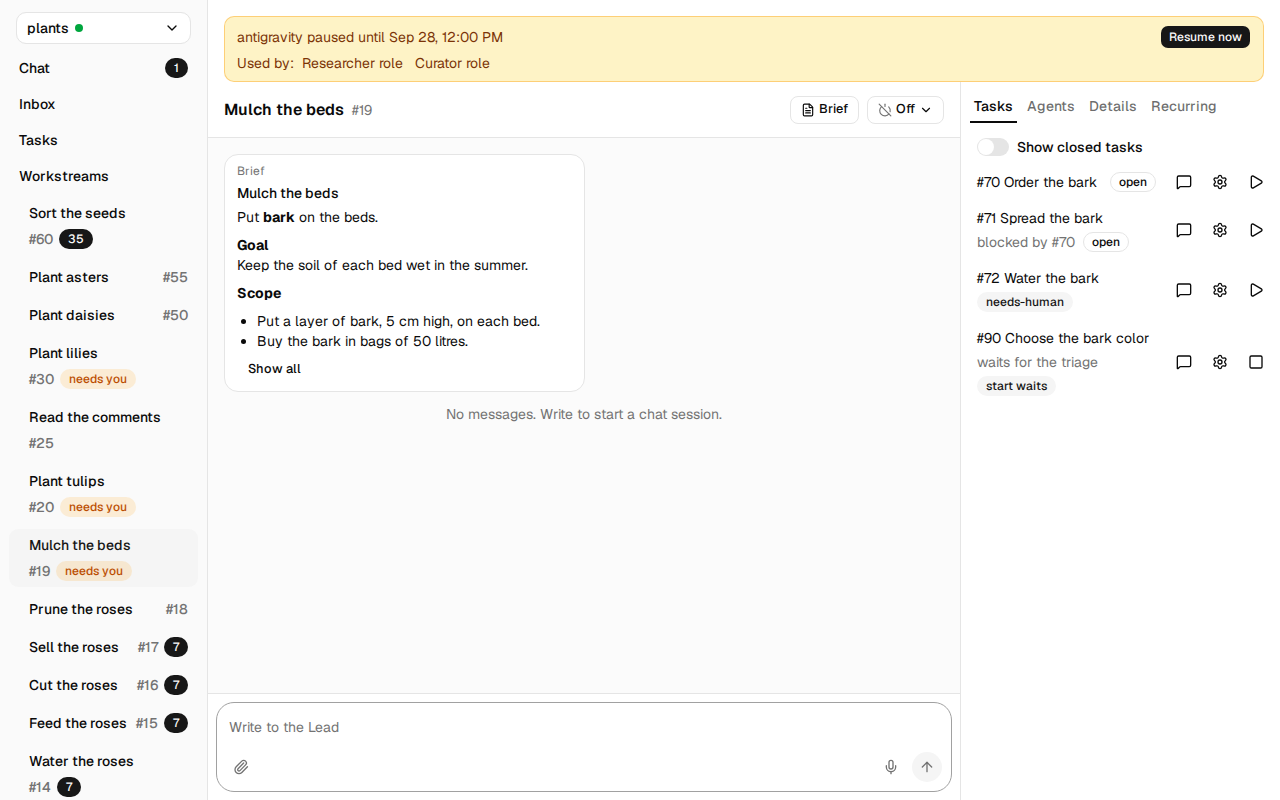 plants
Chat
1
Inbox
Tasks
Workstreams
Sort the seeds
#60 35
Plant asters #55
Plant daisies #50
Plant lilies
#30 needs you
Read the comments
#25
Plant tulips
#20 needs you
Mulch the beds
#19 needs you
Prune the roses #18
Sell the roses #17 7
Cut the roses #16 7
Feed the roses #15 7
Water the roses
#14 7
antigravity paused until Sep 28, 12:00 PM
Resume now
Used by: Researcher role Curator role
Mulch the beds #19
Brief
Off
Brief
Mulch the beds
Put bark on the beds.
Goal
Keep the soil of each bed wet in the summer.
Scope
Put a layer of bark, 5 cm high, on each bed.
Buy the bark in bags of 50 litres.
Show all
No messages. Write to start a chat session.
Write to the Lead
Tasks Agents Details Recurring
Show closed tasks
#70 Order the bark open
#71 Spread the bark
blocked by #70 open
#72 Water the bark
needs-human
#90 Choose the bark color
waits for the triage
start waits